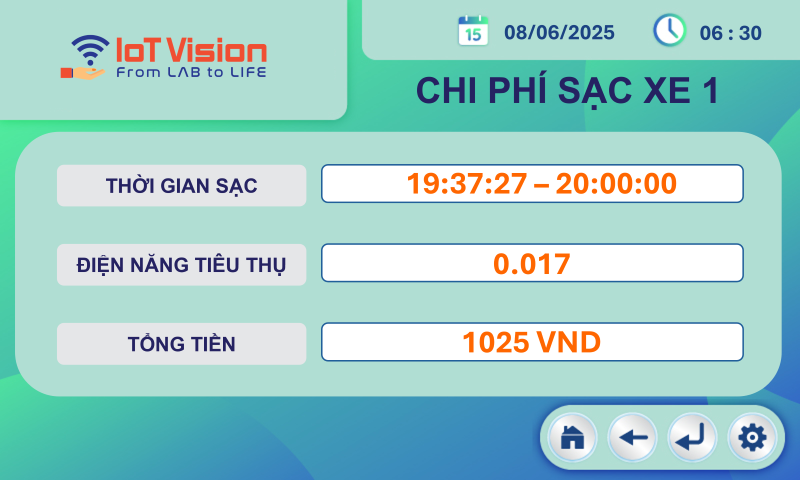 IoT Vision
From LAB to LIFE
15
08/06/2025
06 : 30
CHI PHÍ SẠC XE 1
THỜI GIAN SẠC
19:37:27 – 20:00:00
ĐIỆN NĂNG TIÊU THỤ
0.017
TỔNG TIỀN
1025 VND